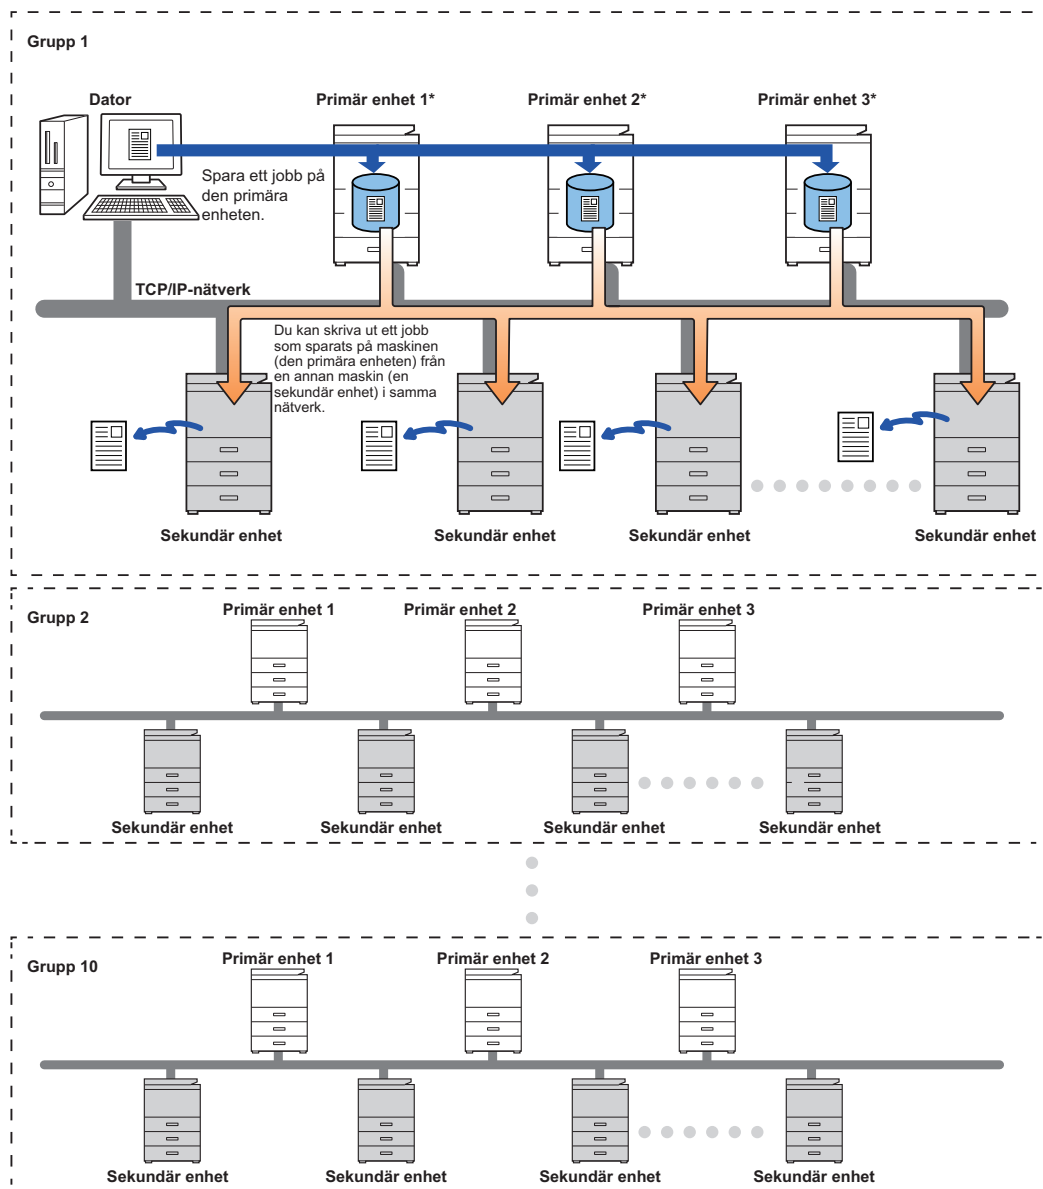 Grupp 1
Dator
Primär enhet 1*
Primär enhet 2*
Primär enhet 3*
Spara ett jobb på
den primära
enheten.
TCP/IP-nätverk
Du kan skriva ut ett jobb
som sparats på maskinen
(den primära enheten) från
en annan maskin (en
sekundär enhet) i samma
nätverk.
Sekundär enhet
Sekundär enhet
Sekundär enhet
Sekundär enhet
Grupp 2
Primär enhet 1
Primär enhet 2
Primär enhet 3
Sekundär enhet
Sekundär enhet
Sekundär enhet
Sekundär enhet
Grupp 10
Primär enhet 1
Primär enhet 2
Primär enhet 3
Sekundär enhet
Sekundär enhet
Sekundär enhet
Sekundär enhet